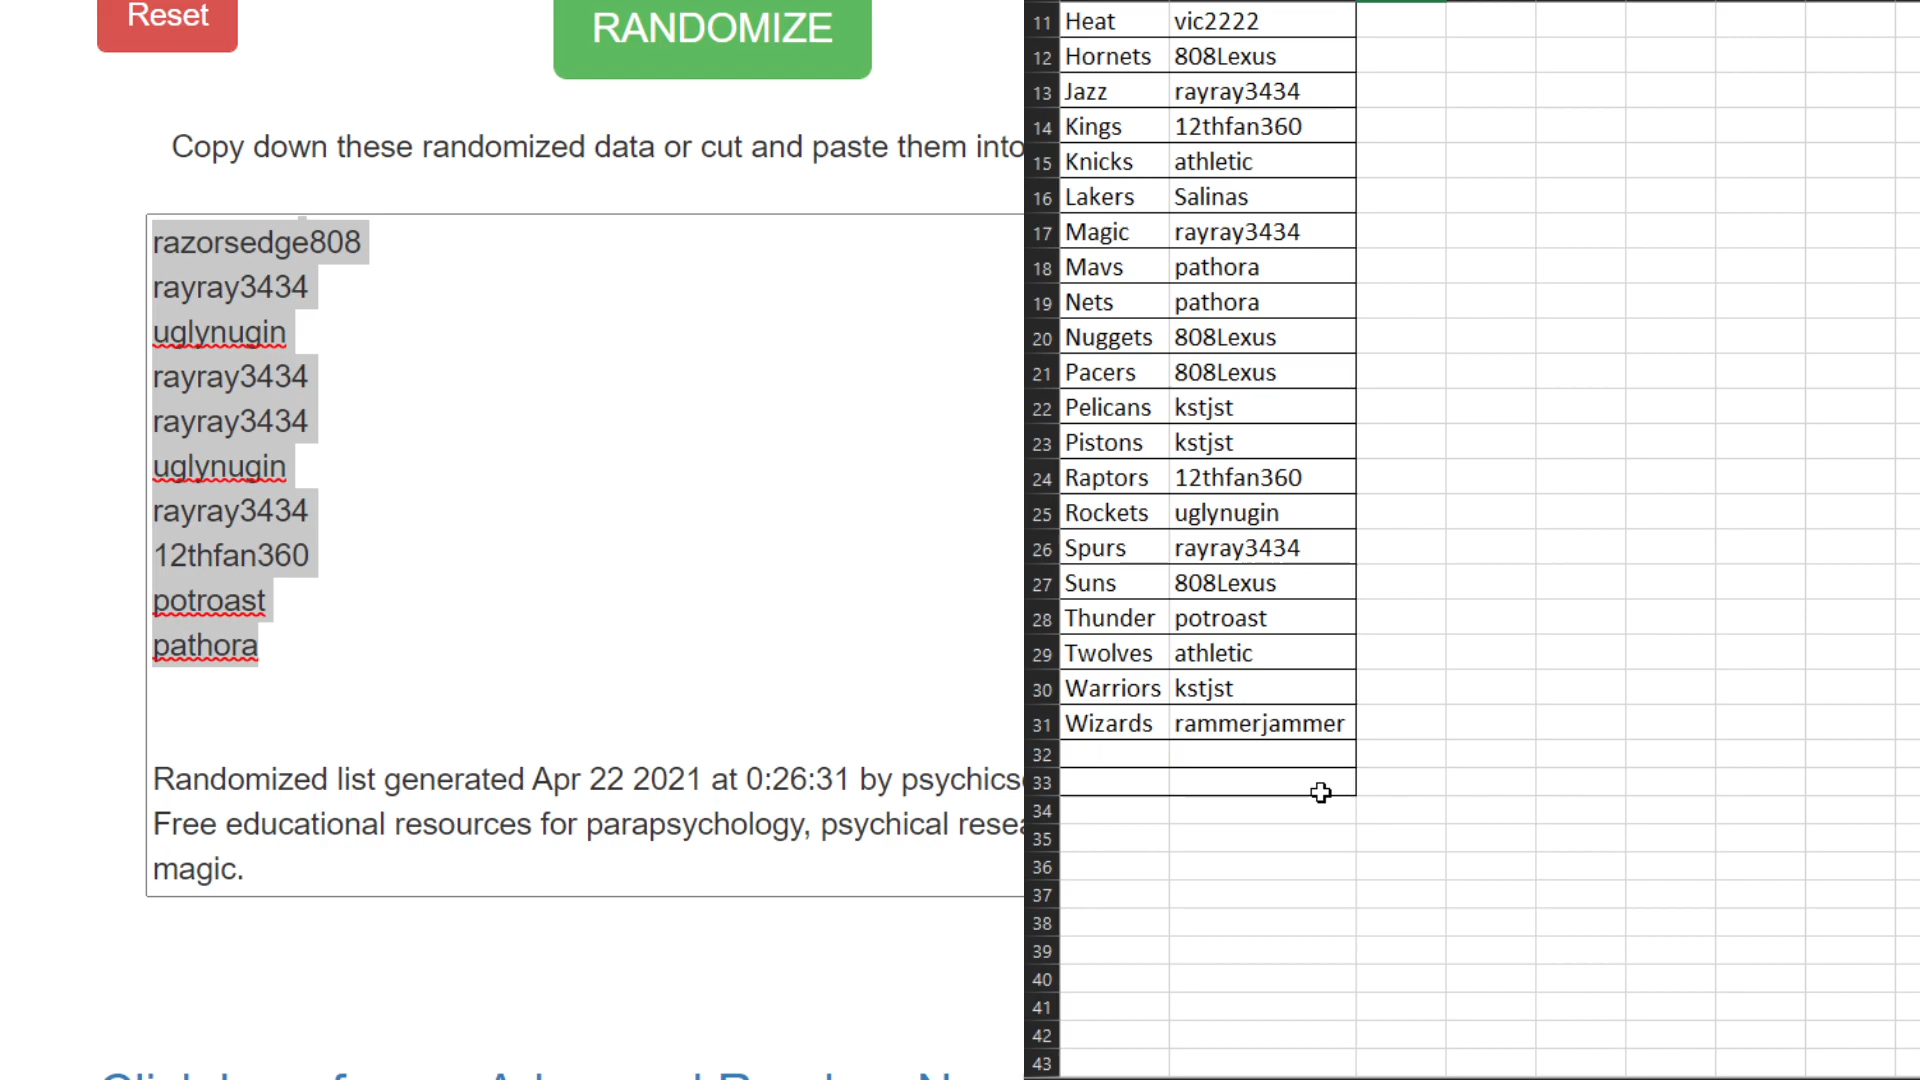 Reset
RANDOMIZE
Copy down these randomized data or cut and paste them into
razorsedge808
rayray3434
uglynugin
rayray3434
rayray3434
uglynugin
rayray3434
12thfan360
potroast
pathora
Randomized list generated Apr 22 2021 at 0:26:31 by
Free educational resources for parapsychology, psychical
magic.
11 Heat vic2222
12 Hornets 808Lexus
13 Jazz rayray3434
14 Kings 12thfan360
15 Knicks athletic
16 Lakers Salinas
17 Magic rayray3434
18 Mavs pathora
19 Nets pathora
20 Nuggets 808Lexus
21 Pacers 808Lexus
22 Pelicans kstjst
23 Pistons kstjst
24 Raptors 12thfan360
25 Rockets uglynugin
26 Spurs rayray3434
27 Suns 808Lexus
28 Thunder potroast
29 Twolves athletic
30 Warriors kstjst
31 Wizards rammerjammer
32
33
34
35
36
37
38
39
40
41
42
43